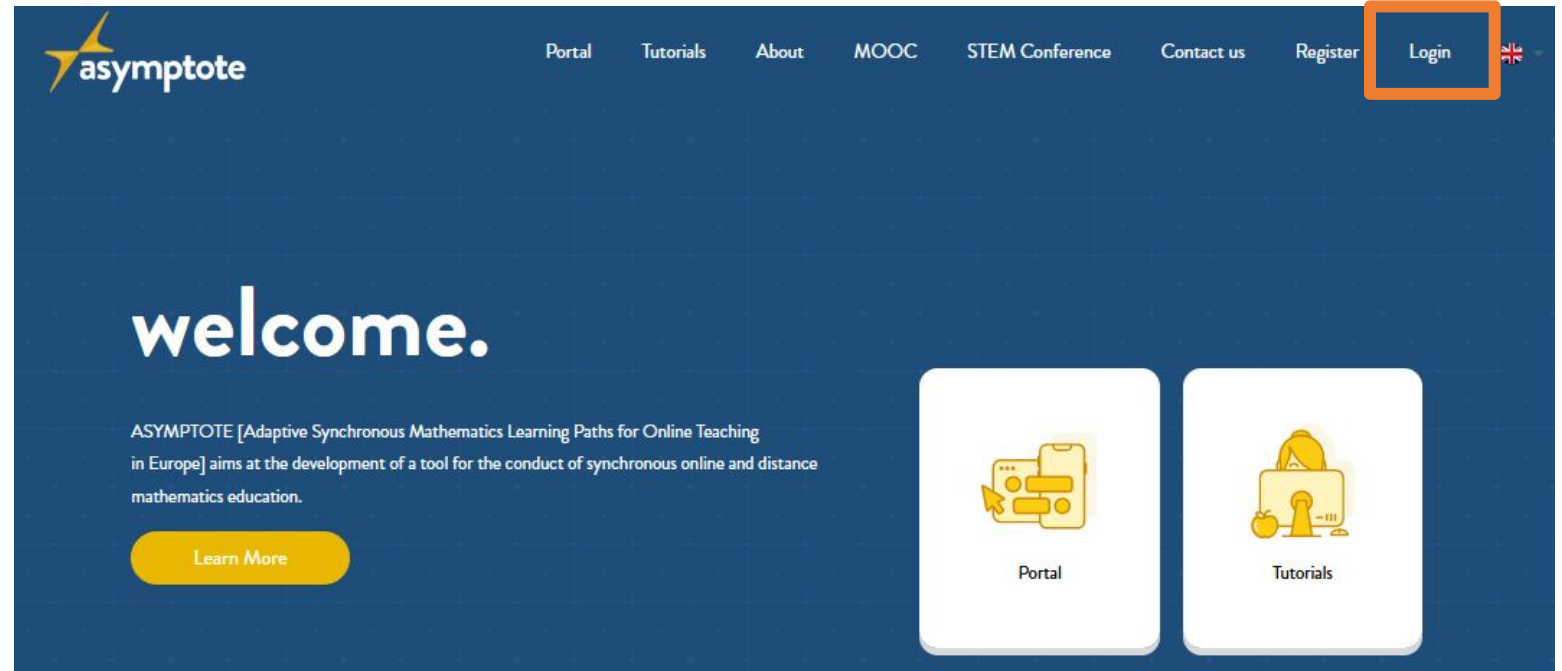 asymptote
Portal Tutorials About MOOC STEM Conference Contact us Register Login
welcome.
ASYMPTOTE [Adaptive Synchronous Mathematics Learning Paths for Online Teaching
in Europe] aims at the development of a tool for the conduct of synchronous online and distance
mathematics education.
Learn More
Portal
Tutorials